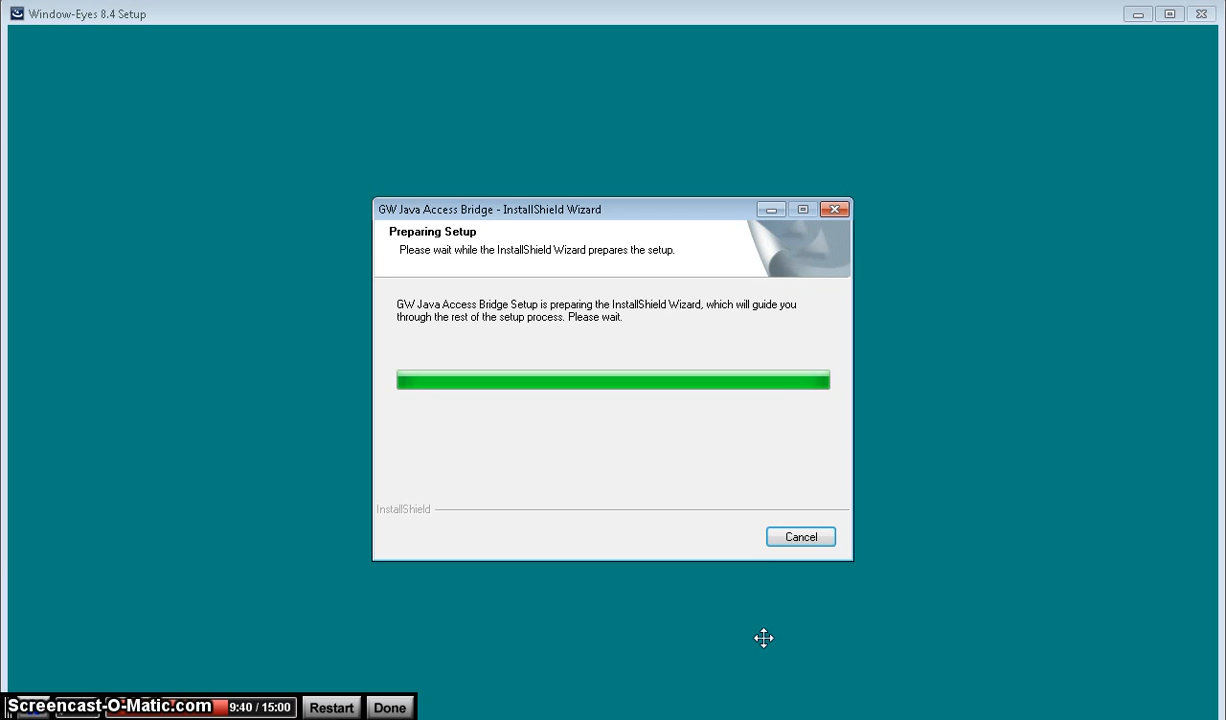 Window-Eyes 8.4 Setup
GW Java Access Bridge - InstallShield Wizard
Preparing Setup
Please wait while the InstallShield Wizard prepares the setup.
GW Java Access Bridge Setup is preparing the InstallShield Wizard, which will guide you
through the rest of the setup process. Please wait.
InstallShield
Cancel
Screencast-O-Matic.com
9:40 / 15:00
Restart
Done